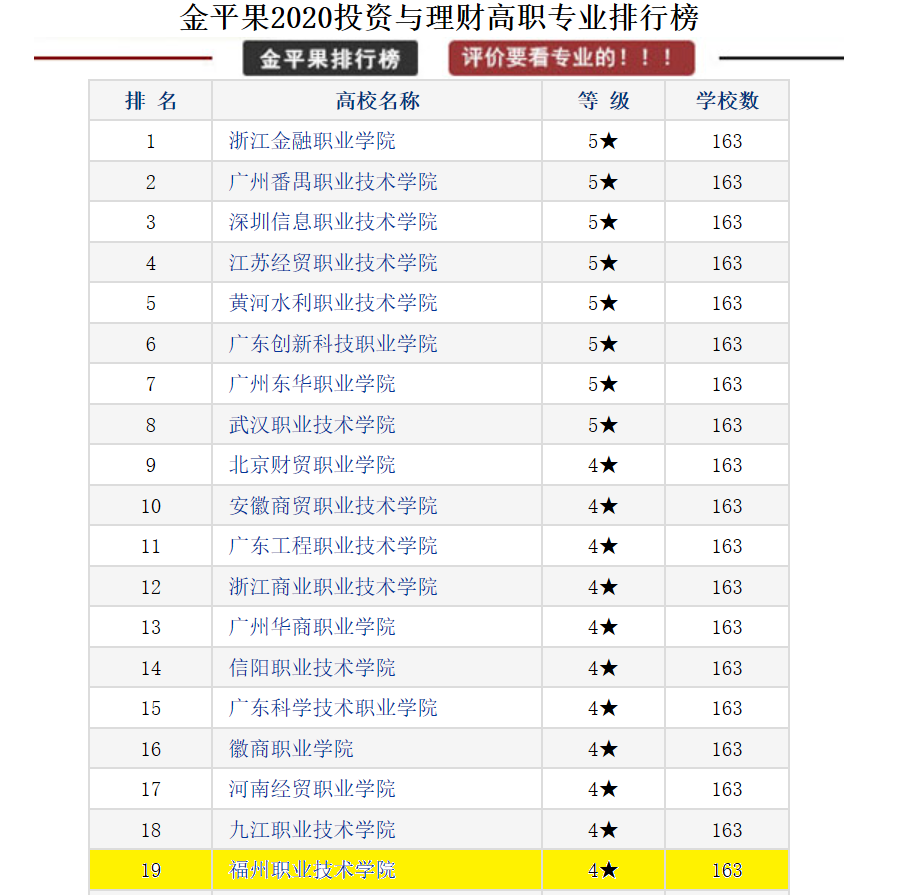 金平果2020投资与理财高职专业排行榜
金平果排行榜 评价要看专业的！！！
排 名 高校名称 等 级 学校数
1 浙江金融职业学院 5★ 163
2 广州番禺职业技术学院 5★ 163
3 深圳信息职业技术学院 5★ 163
4 江苏经贸职业技术学院 5★ 163
5 黄河水利职业技术学院 5★ 163
6 广东创新科技职业学院 5★ 163
7 广州东华职业学院 5★ 163
8 武汉职业技术学院 5★ 163
9 北京财贸职业学院 4★ 163
10 安徽商贸职业技术学院 4★ 163
11 广东工程职业技术学院 4★ 163
12 浙江商业职业技术学院 4★ 163
13 广州华商职业学院 4★ 163
14 信阳职业技术学院 4★ 163
15 广东科学技术职业学院 4★ 163
16 徽商职业学院 4★ 163
17 河南经贸职业学院 4★ 163
18 九江职业技术学院 4★ 163
19 福州职业技术学院 4★ 163